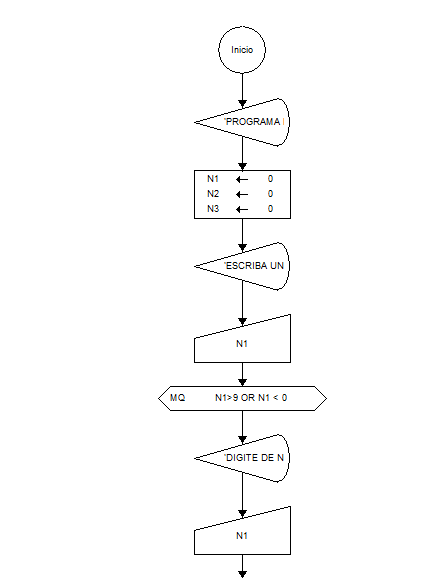 Inicio
'PROGRAMA
N1 ← 0
N2 ← 0
N3 ← 0
'ESCRIBA UN
N1
MQ N1>9 OR N1 < 0
'DIGITE DE N
N1